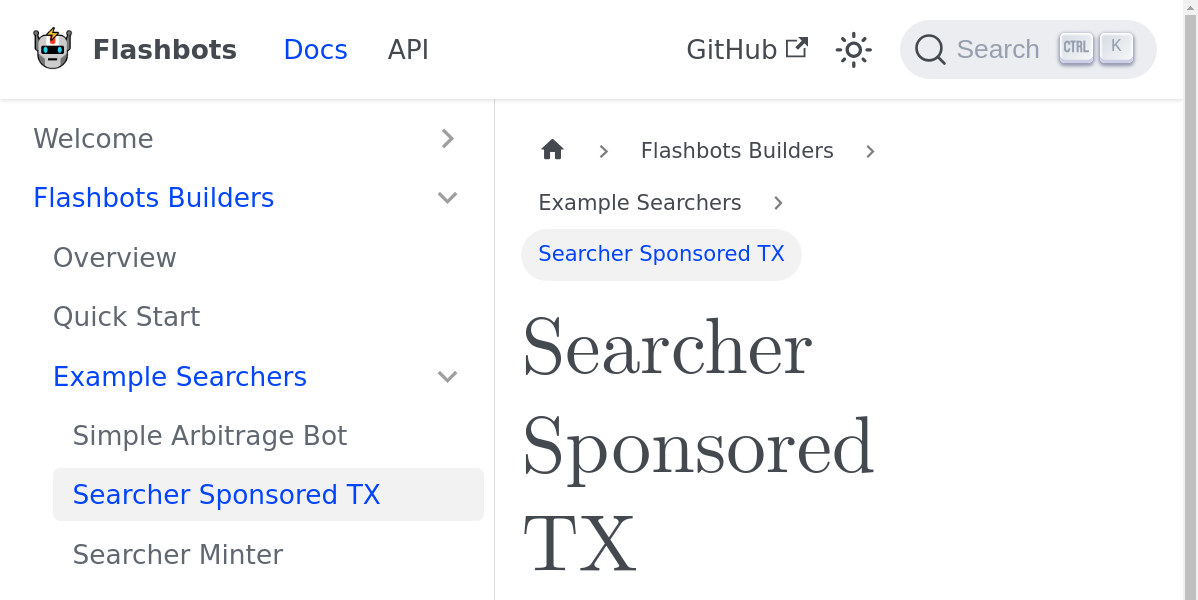 Flashbots Docs API GitHub Search CTRL K
Welcome
Flashbots Builders
Overview
Quick Start
Example Searchers
Simple Arbitrage Bot
Searcher Sponsored TX
Searcher Minter
Flashbots Builders
Example Searchers
Searcher Sponsored TX
Searcher
Sponsored
TX